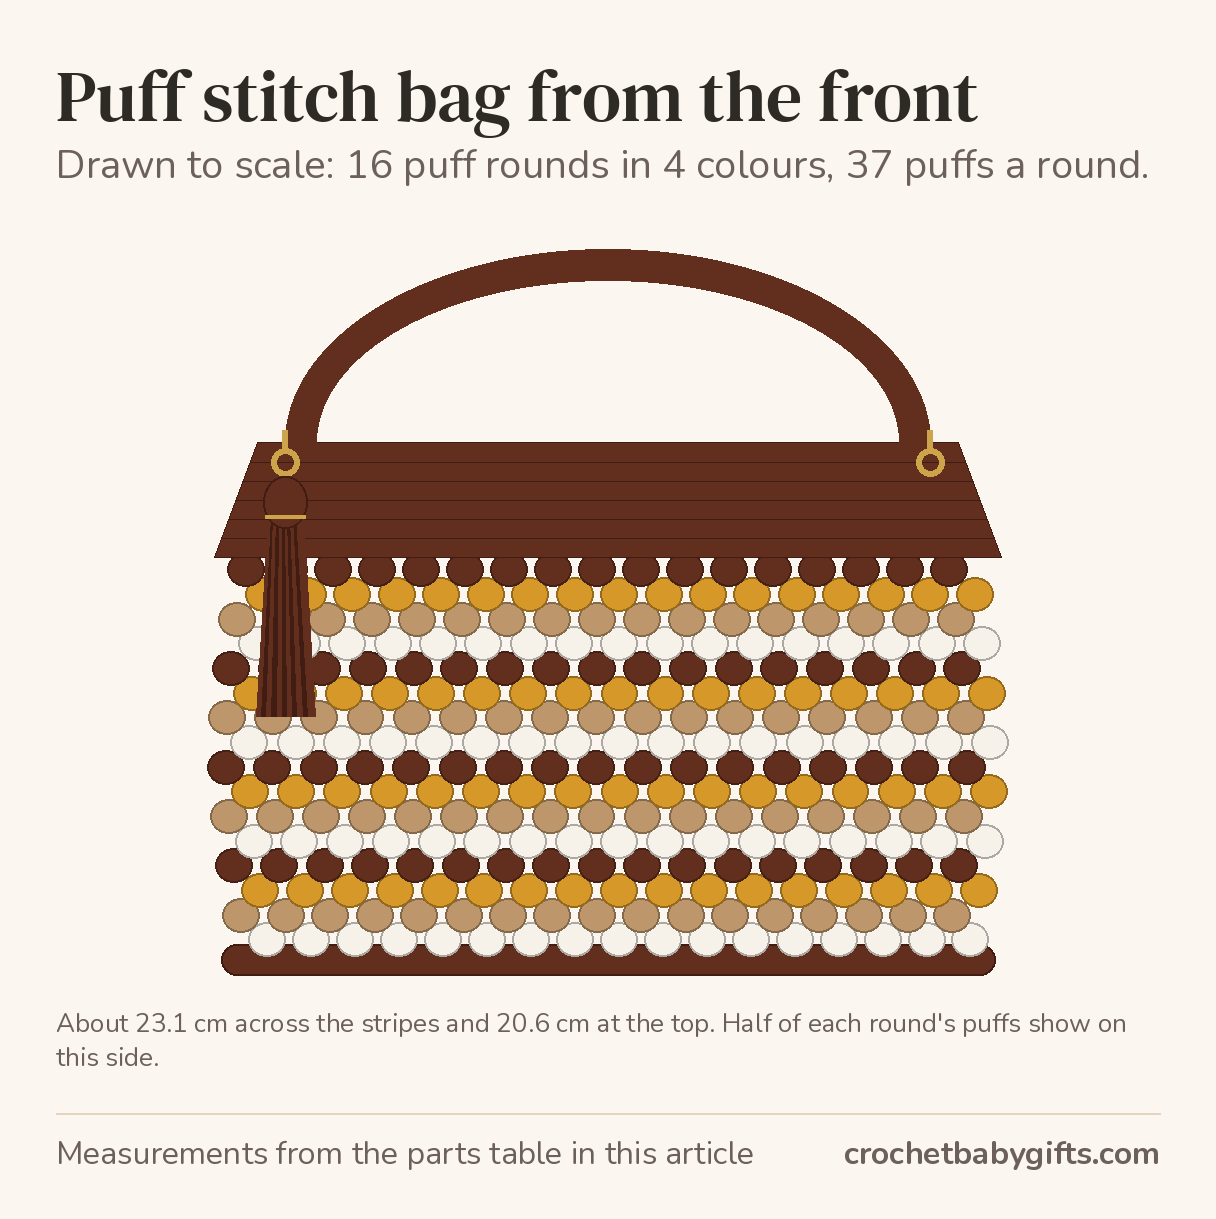 Puff stitch bag from the front
Drawn to scale: 16 puff rounds in 4 colours, 37 puffs a round.
About 23.1 cm across the stripes and 20.6 cm at the top. Half of each round's puffs show on
this side.
Measurements from the parts table in this article
crochetbabygifts.com